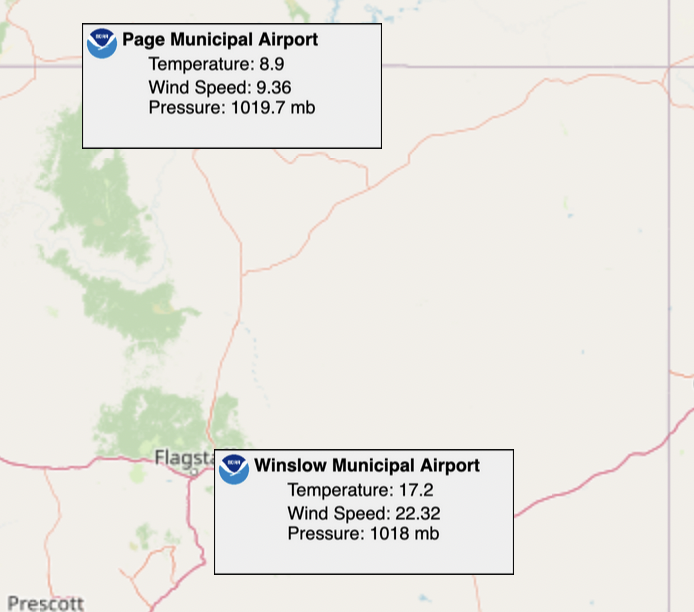 Page Municipal Airport
Temperature: 8.9
Wind Speed: 9.36
Pressure: 1019.7 mb
Flagsta
Winslow Municipal Airport
Temperature: 17.2
Wind Speed: 22.32
Pressure: 1018 mb
Prescott